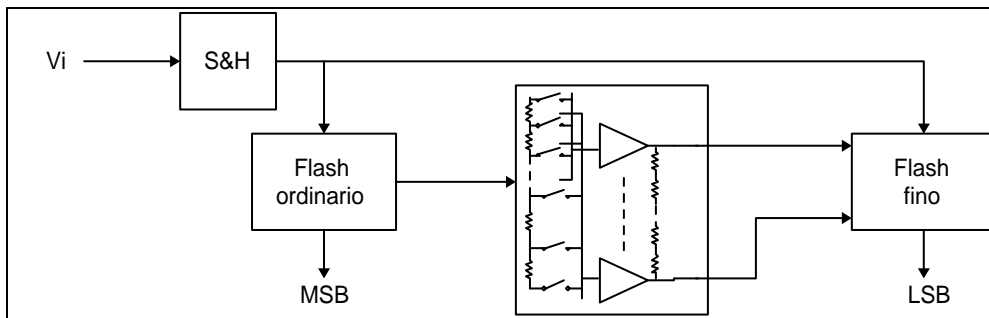 Vi
S&H
Flash
ordinario
Flash
fino
MSB
LSB